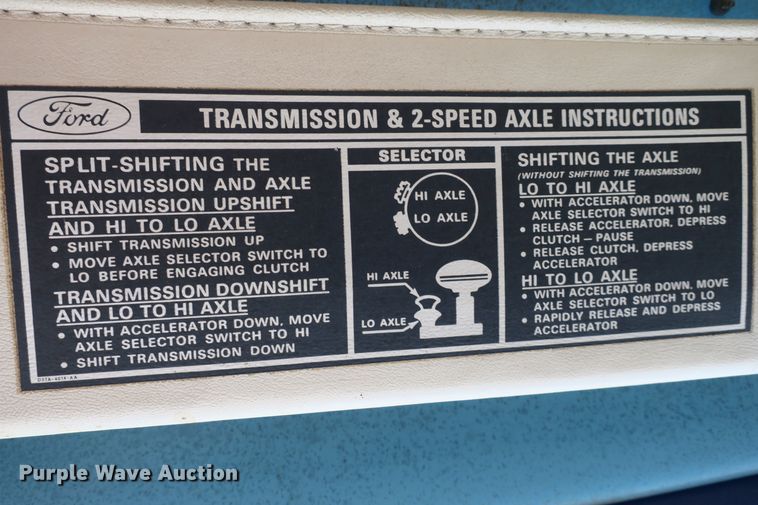 Ford
TRANSMISSION & 2-SPEED AXLE INSTRUCTIONS
SPLIT-SHIFTING THE
TRANSMISSION AND AXLE
TRANSMISSION UPSHIFT
AND HI TO LO AXLE
• SHIFT TRANSMISSION UP
• MOVE AXLE SELECTOR SWITCH TO
LO BEFORE ENGAGING CLUTCH
TRANSMISSION DOWNSHIFT
AND LO TO HI AXLE
• WITH ACCELERATOR DOWN, MOVE
AXLE SELECTOR SWITCH TO HI
• SHIFT TRANSMISSION DOWN
SELECTOR
HI AXLE
LO AXLE
HI AXLE
LO AXLE
SHIFTING THE AXLE
(WITHOUT SHIFTING THE TRANSMISSION)
LO TO HI AXLE
• WITH ACCELERATOR DOWN, MOVE
AXLE SELECTOR SWITCH TO HI
• RELEASE ACCELERATOR, DEPRESS
CLUTCH – PAUSE
• RELEASE CLUTCH, DEPRESS
ACCELERATOR
HI TO LO AXLE
• WITH ACCELERATOR DOWN, MOVE
AXLE SELECTOR SWITCH TO LO
• RAPIDLY RELEASE AND DEPRESS
ACCELERATOR
Purple Wave Auction